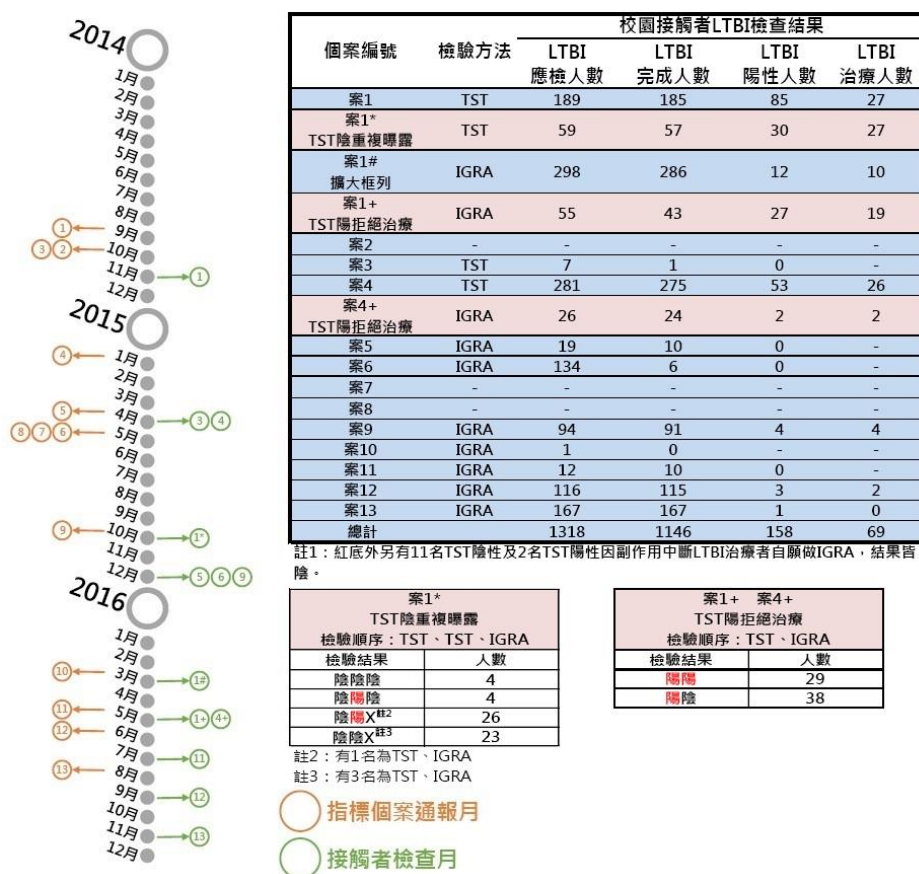 2014
1月
2月
3月
4月
5月
6月
7月
8月
① 9月
③ ② 10月
11月 ①
12月
2015
④ 1月
2月
3月
⑤ 4月 ③ ④
⑧ ⑦ ⑥ 5月
6月
7月
8月
9月
⑨ 10月 1*
11月
12月 ⑤ ⑥ ⑨
2016
1月
2月
⑩ 3月 1#
4月
⑪ 5月 1+ 4+
⑫ 6月
7月 ⑪
⑬ 8月
9月 ⑫
10月
11月 ⑬
12月
個案編號 檢驗方法 校園接觸者LTBI檢查結果
LTBI 應檢人數 LTBI 完成人數 LTBI 陽性人數 LTBI 治療人數
案1 TST 189 185 85 27
案1* TST陰重複曝露 TST 59 57 30 27
案1# 擴大框列 IGRA 298 286 12 10
案1+ TST陽拒絕治療 IGRA 55 43 27 19
案2 - - - - -
案3 TST 7 1 0 -
案4 TST 281 275 53 26
案4+ TST陽拒絕治療 IGRA 26 24 2 2
案5 IGRA 19 10 0 -
案6 IGRA 134 6 0 -
案7 - - - - -
案8 - - - - -
案9 IGRA 94 91 4 4
案10 IGRA 1 0 - -
案11 IGRA 12 10 0 -
案12 IGRA 116 115 3 2
案13 IGRA 167 167 1 0
總計 1318 1146 158 69
註1：紅底外另有11名TST陰性及2名TST陽性因副作用中斷LTBI治療者自願做IGRA，結果皆
陰。
案1*
TST陰重複曝露
檢驗順序：TST、TST、IGRA
檢驗結果 人數
陰陰陰 4
陰陽陰 4
陰陽X註2 26
陰陰X註3 23
註2：有1名為TST、IGRA
註3：有3名為TST、IGRA
案1+ 案4+
TST陽拒絕治療
檢驗順序：TST、IGRA
檢驗結果 人數
陽陽 29
陽陰 38
指標個案通報月
接觸者檢查月